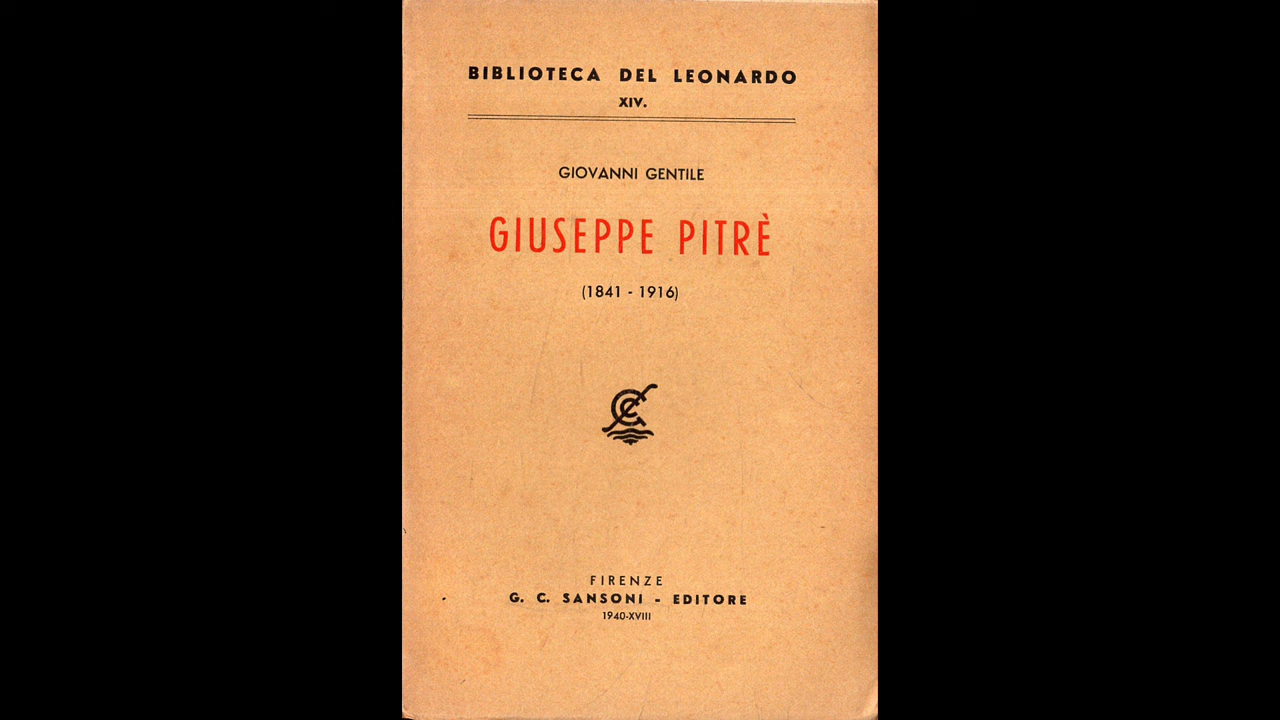 BIBLIOTECA DEL LEONARDO
XIV.
GIOVANNI GENTILE
GIUSEPPE PITRÈ
(1841 - 1916)
FIRENZE
G. C. SANSONI - EDITORE
1940-XVIII